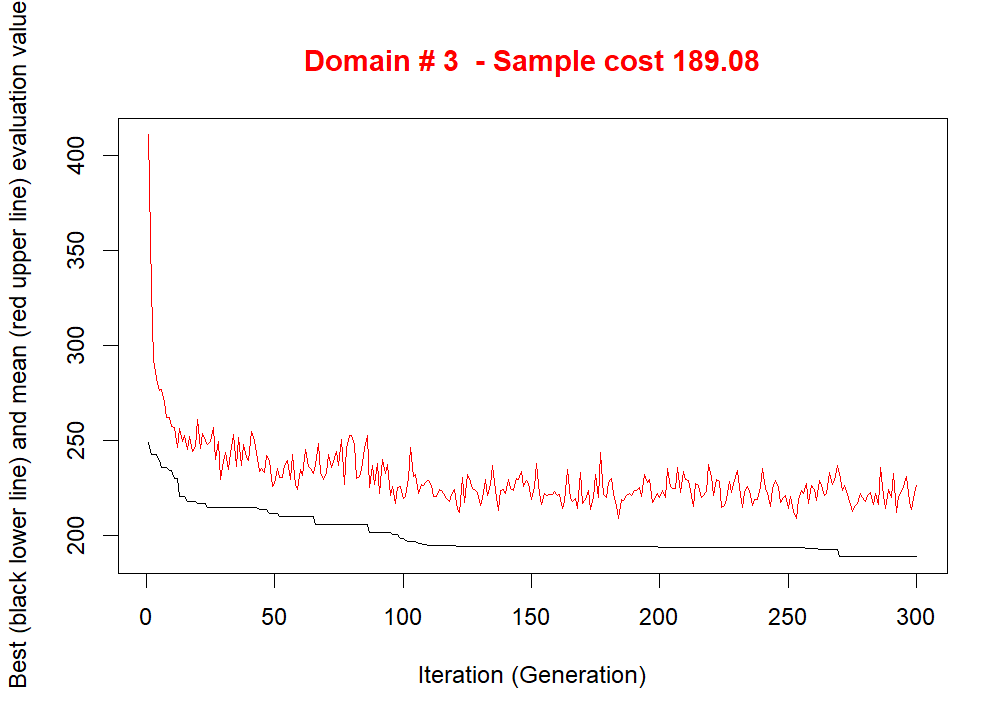 Domain # 3  - Sample cost 189.08
Best (black lower line) and mean (red upper line) evaluation value
400
350
300
250
200
0 50 100 150 200 250 300
Iteration (Generation)